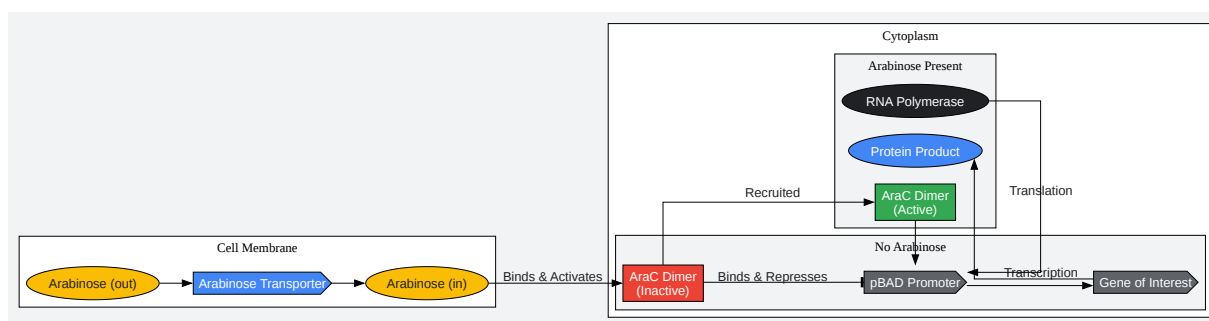 Cytoplasm
Arabinose Present
RNA Polymerase
Protein Product
Translation
Recruited
AraC Dimer
(Active)
Cell Membrane
No Arabinose
Arabinose (out)
Arabinose Transporter
Arabinose (in)
Binds & Activates
AraC Dimer
(Inactive)
Binds & Represses
pBAD Promoter
Transcription
Gene of Interest